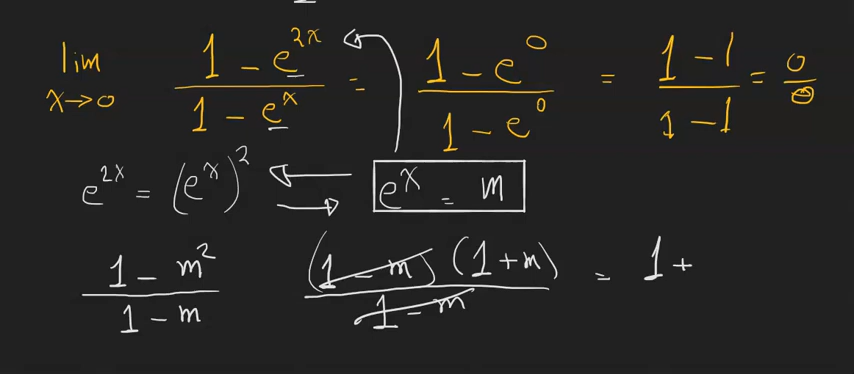 lim x→0 (1 - e^{2x})/(1 - e^x) = (1 - e^0)/(1 - e^0) = (1 - 1)/(1 - 1) = 0/0
e^{2x} = (e^x)^2 ⟵ ⟶ e^x = m
(1 - m^2)/(1 - m) (1 - m)(1 + m)/(1 - m) = 1 +